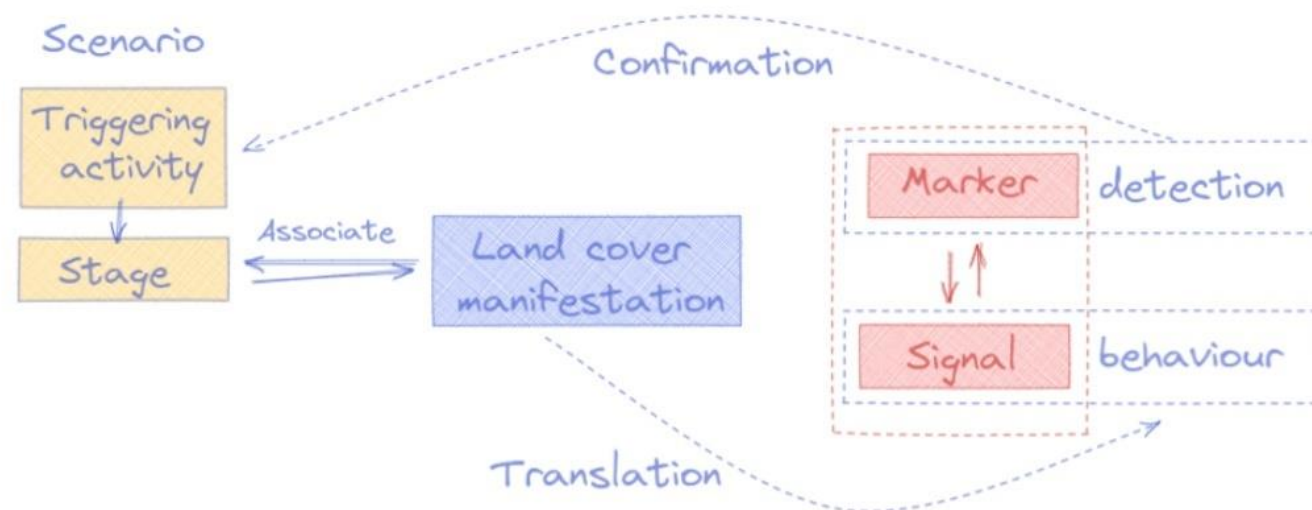 Scenario
Triggering
activity
Stage
Associate
Land cover
manifestation
Confirmation
Marker detection
Signal behaviour
Translation